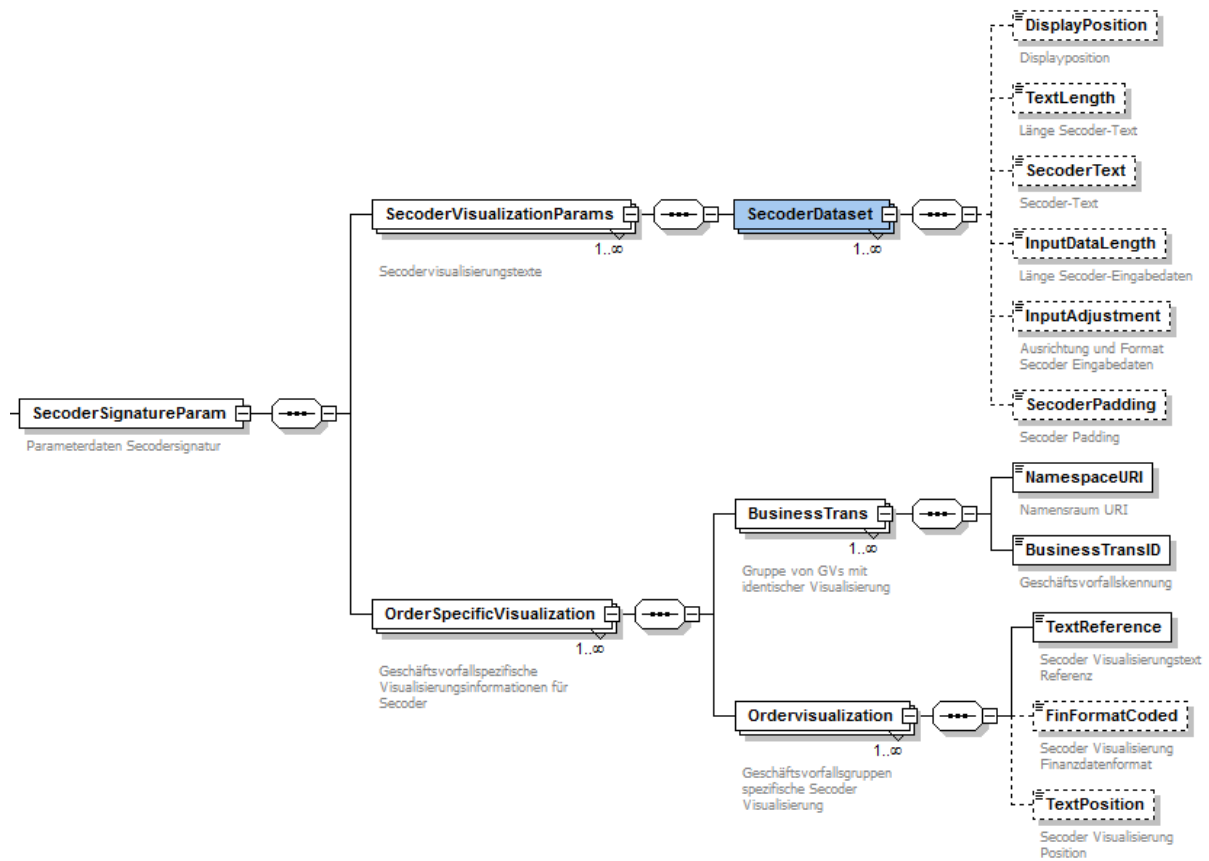 DisplayPosition
Displayposition
TextLength
Länge Secoder-Text
SecoderText
Secoder-Text
SecoderVisualizationParams
1..∞
Secodervisualisierungstexte
SecoderDataset
1..∞
InputDataLength
Länge Secoder-Eingabedaten
InputAdjustment
Ausrichtung und Format
Secoder Eingabedaten
SecoderPadding
Secoder Padding
SecoderSignatureParam
Parameterdaten Secodersignatur
NamespaceURI
Namensraum URI
BusinessTrans
1..∞
Gruppe von GVs mit
identischer Visualisierung
BusinessTransID
Geschäftsvorfallskennung
OrderSpecificVisualization
1..∞
Geschäftsvorfallspezifische
Visualisierungsinformationen für
Secoder
TextReference
Secoder Visualisierungstext
Referenz
Ordervisualization
1..∞
Geschäftsvorfallsgruppen
spezifische Secoder
Visualisierung
FinFormatCoded
Secoder Visualisierung
Finanzdatenformat
TextPosition
Secoder Visualisierung
Position